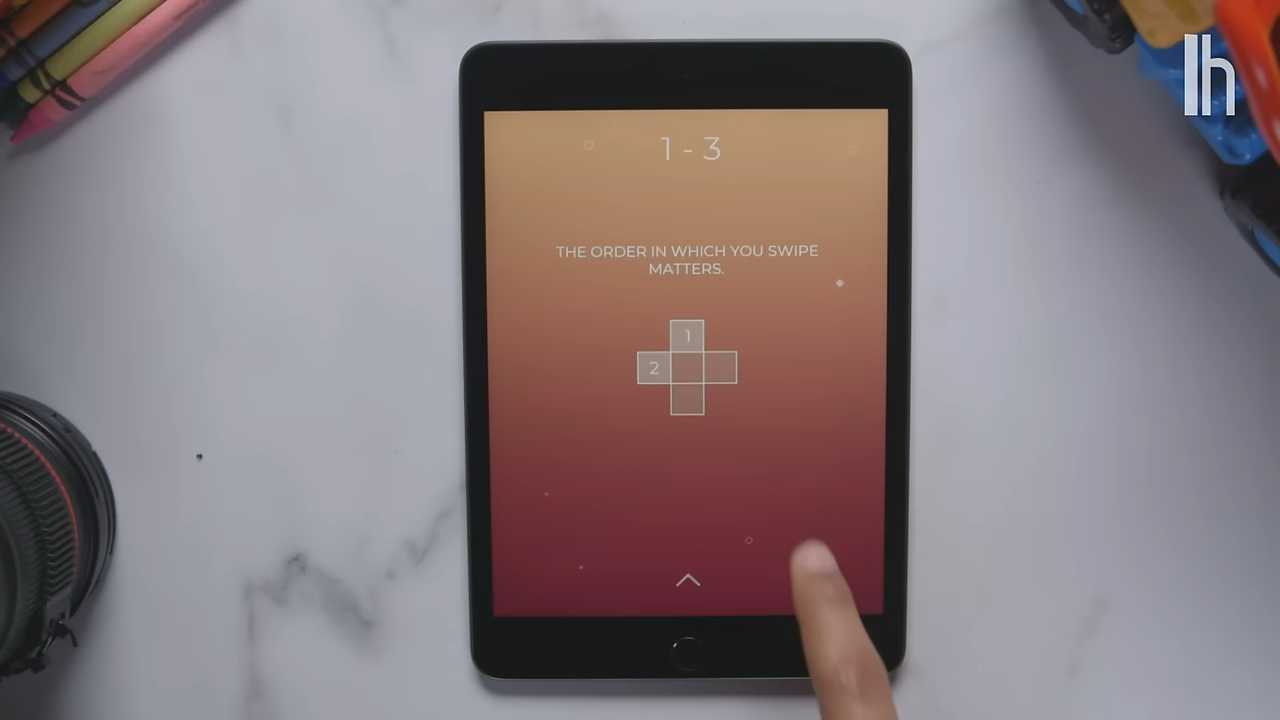 lh
1 - 3
THE ORDER IN WHICH YOU SWIPE
MATTERS.
1
2